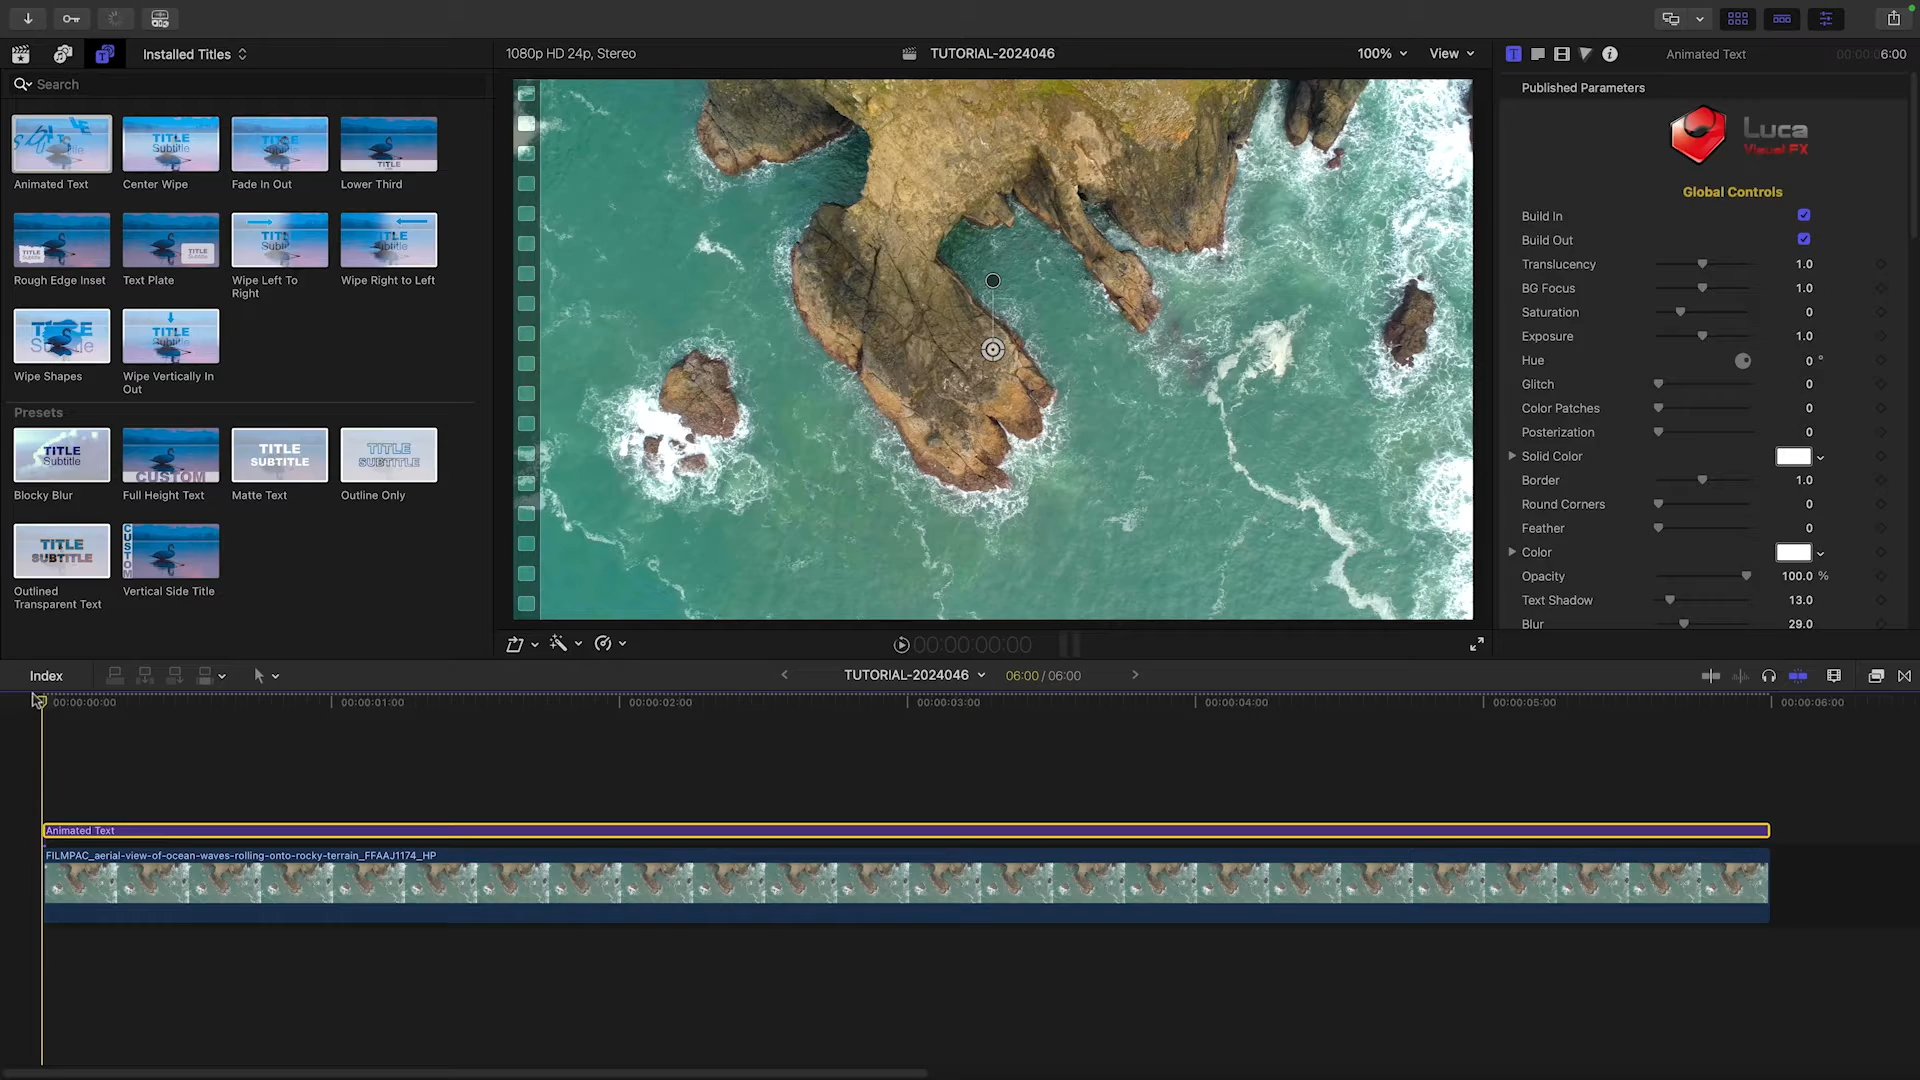 Installed Titles
1080p HD 24p, Stereo
TUTORIAL-2024046
100%
View
Animated Text
00:00:06:00
Search
Published Parameters
Luca
Visual FX
Global Controls
Animated Text
Center Wipe
Fade In Out
Lower Third
Rough Edge Inset
Text Plate
Wipe Left To
Right
Wipe Right to Left
Wipe Shapes
Wipe Vertically In
Out
Presets
TITLE
Subtitle
CUSTOM
TITLE
SUBTITLE
TITLE
SUBTITLE
Blocky Blur
Full Height Text
Matte Text
Outline Only
TITLE
SUBTITLE
CUSTOM
Outlined
Transparent Text
Vertical Side Title
Build In
Build Out
Translucency 1.0
BG Focus 1.0
Saturation 0
Exposure 1.0
Hue 0 °
Glitch 0
Color Patches 0
Posterization 0
Solid Color
Border 1.0
Round Corners 0
Feather 0
Color
Opacity 100.0 %
Text Shadow 13.0
Blur 29.0
00:00:00:00
Index
TUTORIAL-2024046
06:00 / 06:00
00:00:00:00
00:00:01:00
00:00:02:00
00:00:03:00
00:00:04:00
00:00:05:00
00:00:06:00
Animated Text
FILMPAC_aerial-view-of-ocean-waves-rolling-onto-rocky-terrain_FFAAJ1174_HP